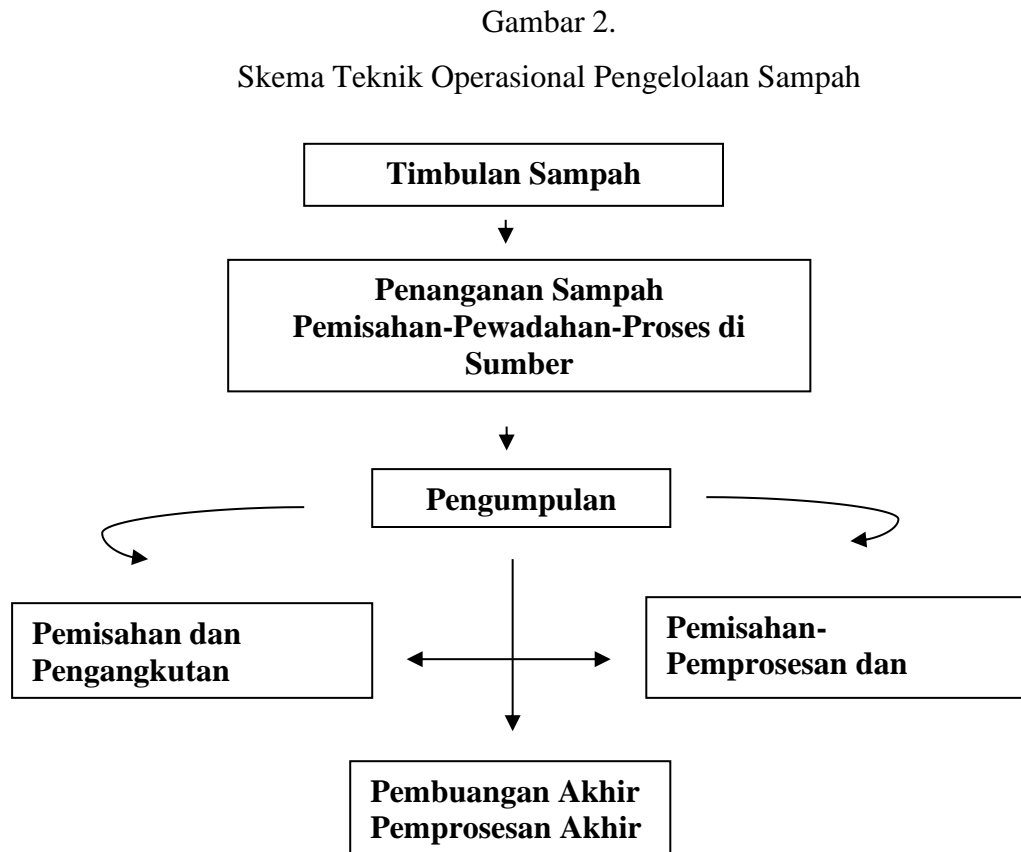 Gambar 2.
Skema Teknik Operasional Pengelolaan Sampah
Timbulan Sampah
Penanganan Sampah
Pemisahan-Pewadahan-Proses di
Sumber
Pengumpulan
Pemisahan dan
Pengangkutan
Pemisahan-
Pemprosesan dan
Pembuangan Akhir
Pemprosesan Akhir